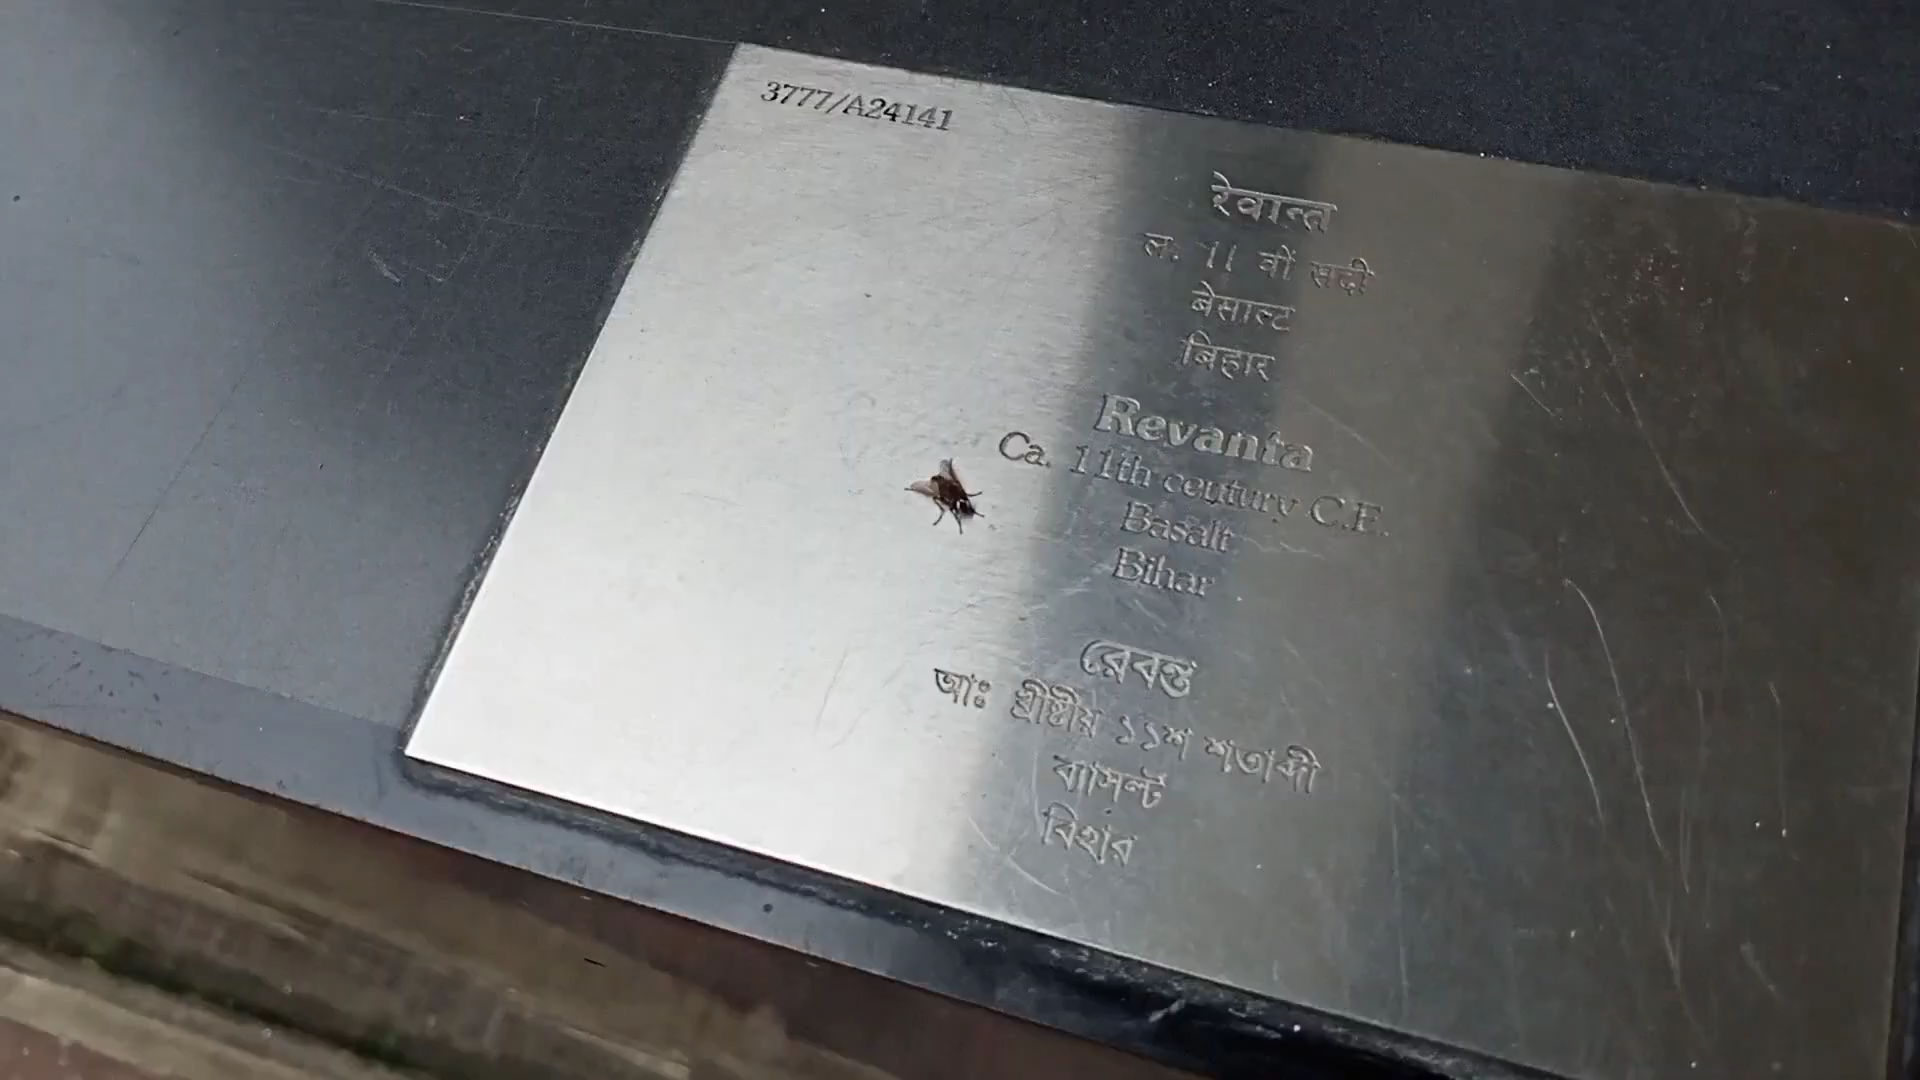 3777/A24141
रेवान्त
ल. 11 वीं सदी
बेसाल्ट
बिहार
Revanta
Ca. 11th century C.E.
Basalt
Bihar
রেবন্ত
আঃ খ্রীষ্টীয় ১১শ শতাব্দী
ব্যাসল্ট
বিহার